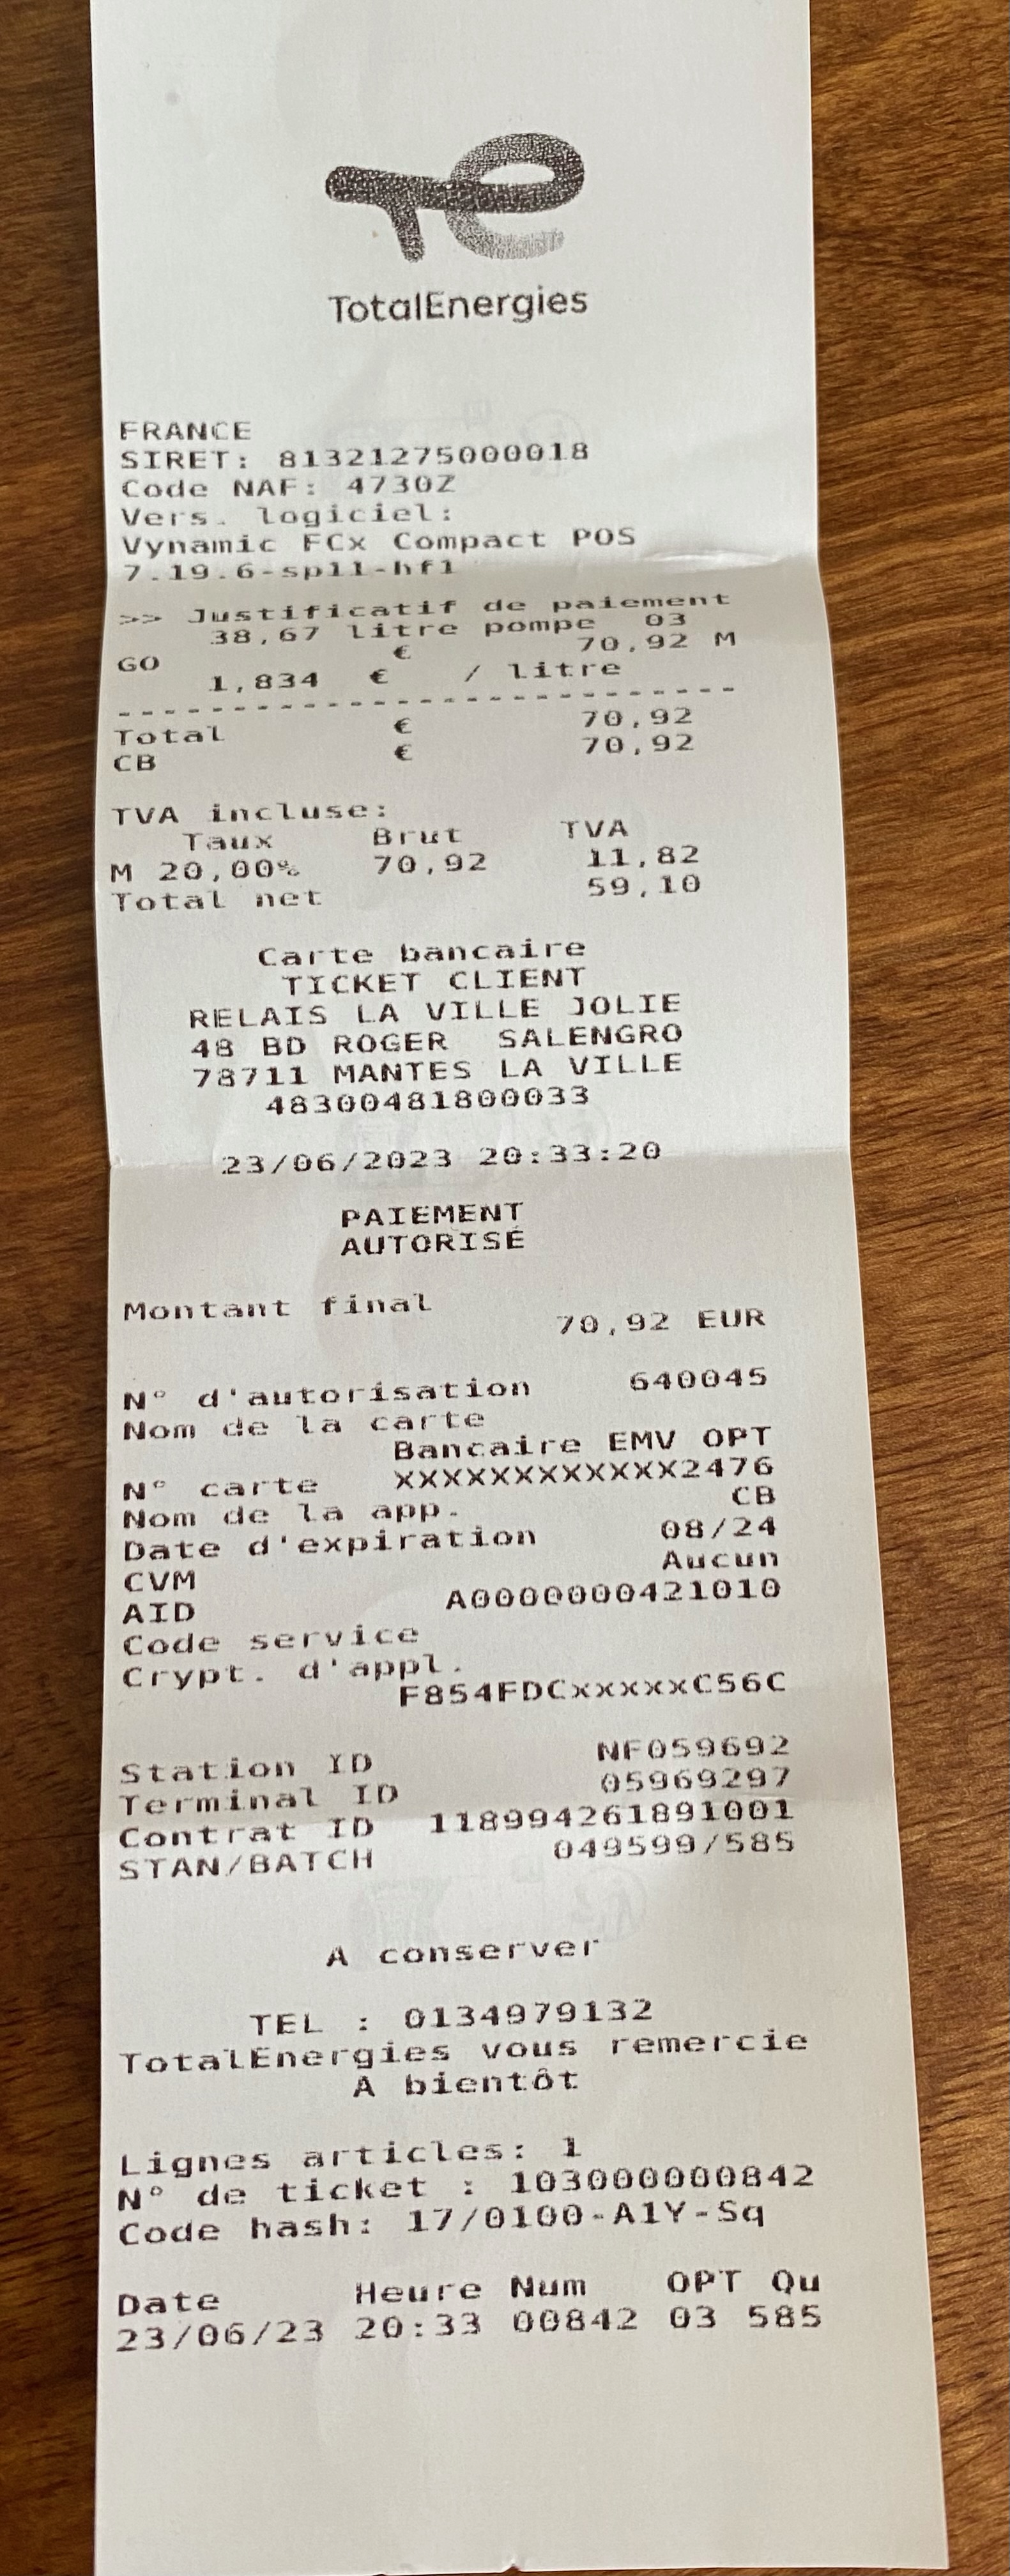 TotalEnergies
FRANCE
SIRET: 81321275000018
Code NAF: 4730Z
Vers. logiciel:
Vynamic FCx Compact POS
7.19.6-sp11-hf1
>> Justificatif de paiement
38,67 litre pompe 03
GO € 70,92 M
1,834 € / litre
---------------------------
Total € 70,92
CB € 70,92
TVA incluse:
Taux Brut TVA
M 20,00% 70,92 11,82
Total net 59,10
Carte bancaire
TICKET CLIENT
RELAIS LA VILLE JOLIE
48 BD ROGER SALENGRO
78711 MANTES LA VILLE
48300481800033
23/06/2023 20:33:20
PAIEMENT
AUTORISÉ
Montant final
70,92 EUR
N° d'autorisation 640045
Nom de la carte
Bancaire EMV OPT
N° carte XXXXXXXXXXXX2476
Nom de la app. CB
Date d'expiration 08/24
CVM Aucun
AID A0000000421010
Code service
Crypt. d'appl.
F854FDCxxxxxC56C
Station ID NF059692
Terminal ID 05969297
Contrat ID 118994261891001
STAN/BATCH 049599/585
A conserver
TEL : 0134979132
TotalEnergies vous remercie
A bientôt
Lignes articles: 1
N° de ticket : 103000000842
Code hash: 17/0100-A1Y-Sq
Date Heure Num OPT Qu
23/06/23 20:33 00842 03 585